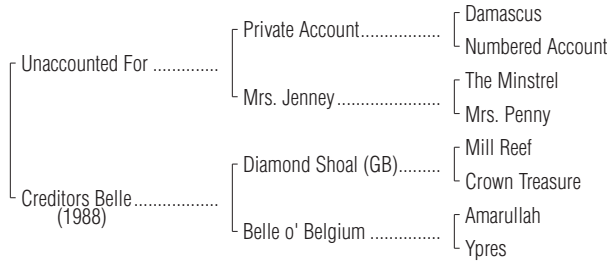 Damascus
Private Account..................
Numbered Account
Unaccounted For ...............
The Minstrel
Mrs. Jenney.......................
Mrs. Penny
Mill Reef
Diamond Shoal (GB).........
Crown Treasure
Creditors Belle...................
(1988)
Amarullah
Belle o' Belgium ...............
Ypres